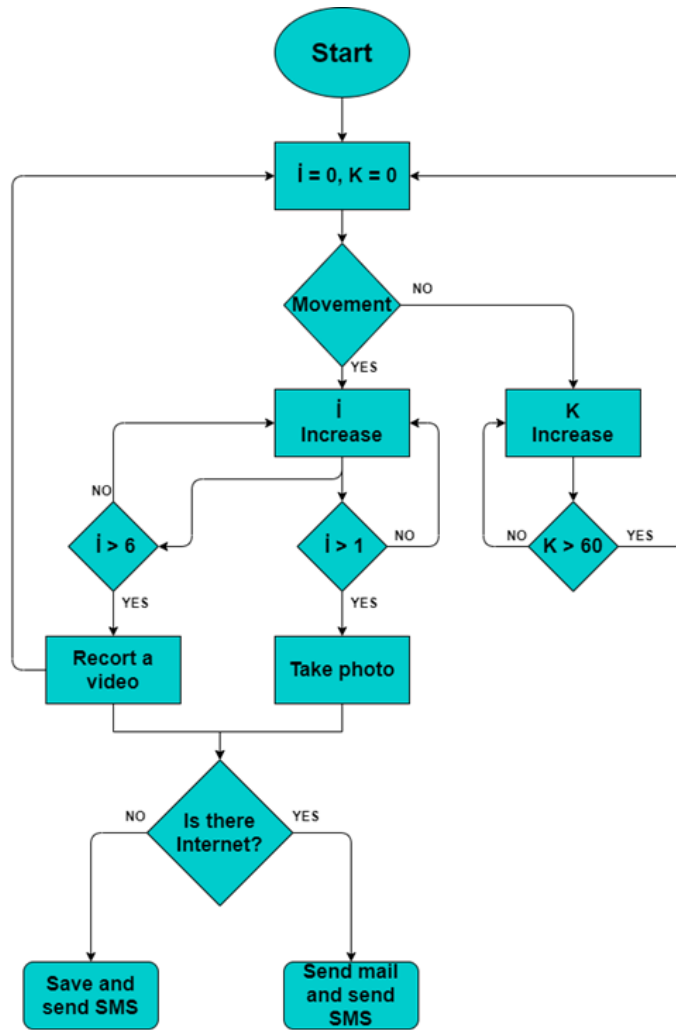 Start
İ = 0, K = 0
Movement
NO
YES
İ
Increase
K
Increase
NO
İ > 6
İ > 1
NO
NO
K > 60
YES
YES
YES
Recort a
video
Take photo
NO
Is there
Internet?
YES
Save and
send SMS
Send mail
and send
SMS